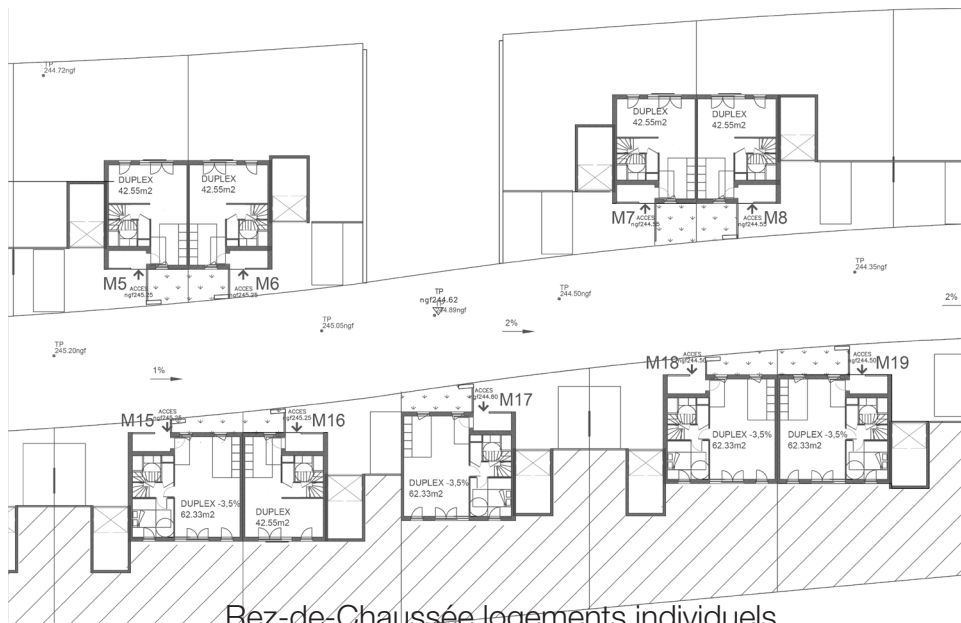 TP
244.72ngf
DUPLEX
42.55m2
DUPLEX
42.55m2
DUPLEX
42.55m2
DUPLEX
42.55m2
M7
ACCES
ngf244.55
ACCES
ngf244.55
M8
M5
ACCES
ngf245.25
ACCES
ngf245.25
M6
TP
244.35ngf
TP
ngf244.62
TP
244.50ngf
2%
TP
245.05ngf
2%
TP
245.20ngf
1%
M18
ACCES
ACCES
M19
M15
ACCES
ACCES
ngf245.25
M16
ACCES
ngf244.80
M17
DUPLEX -3,5%
62.33m2
DUPLEX -3,5%
62.33m2
DUPLEX -3,5%
62.33m2
DUPLEX -3,5%
62.33m2
DUPLEX
42.55m2
Rez-de-Chaussée logements individuels